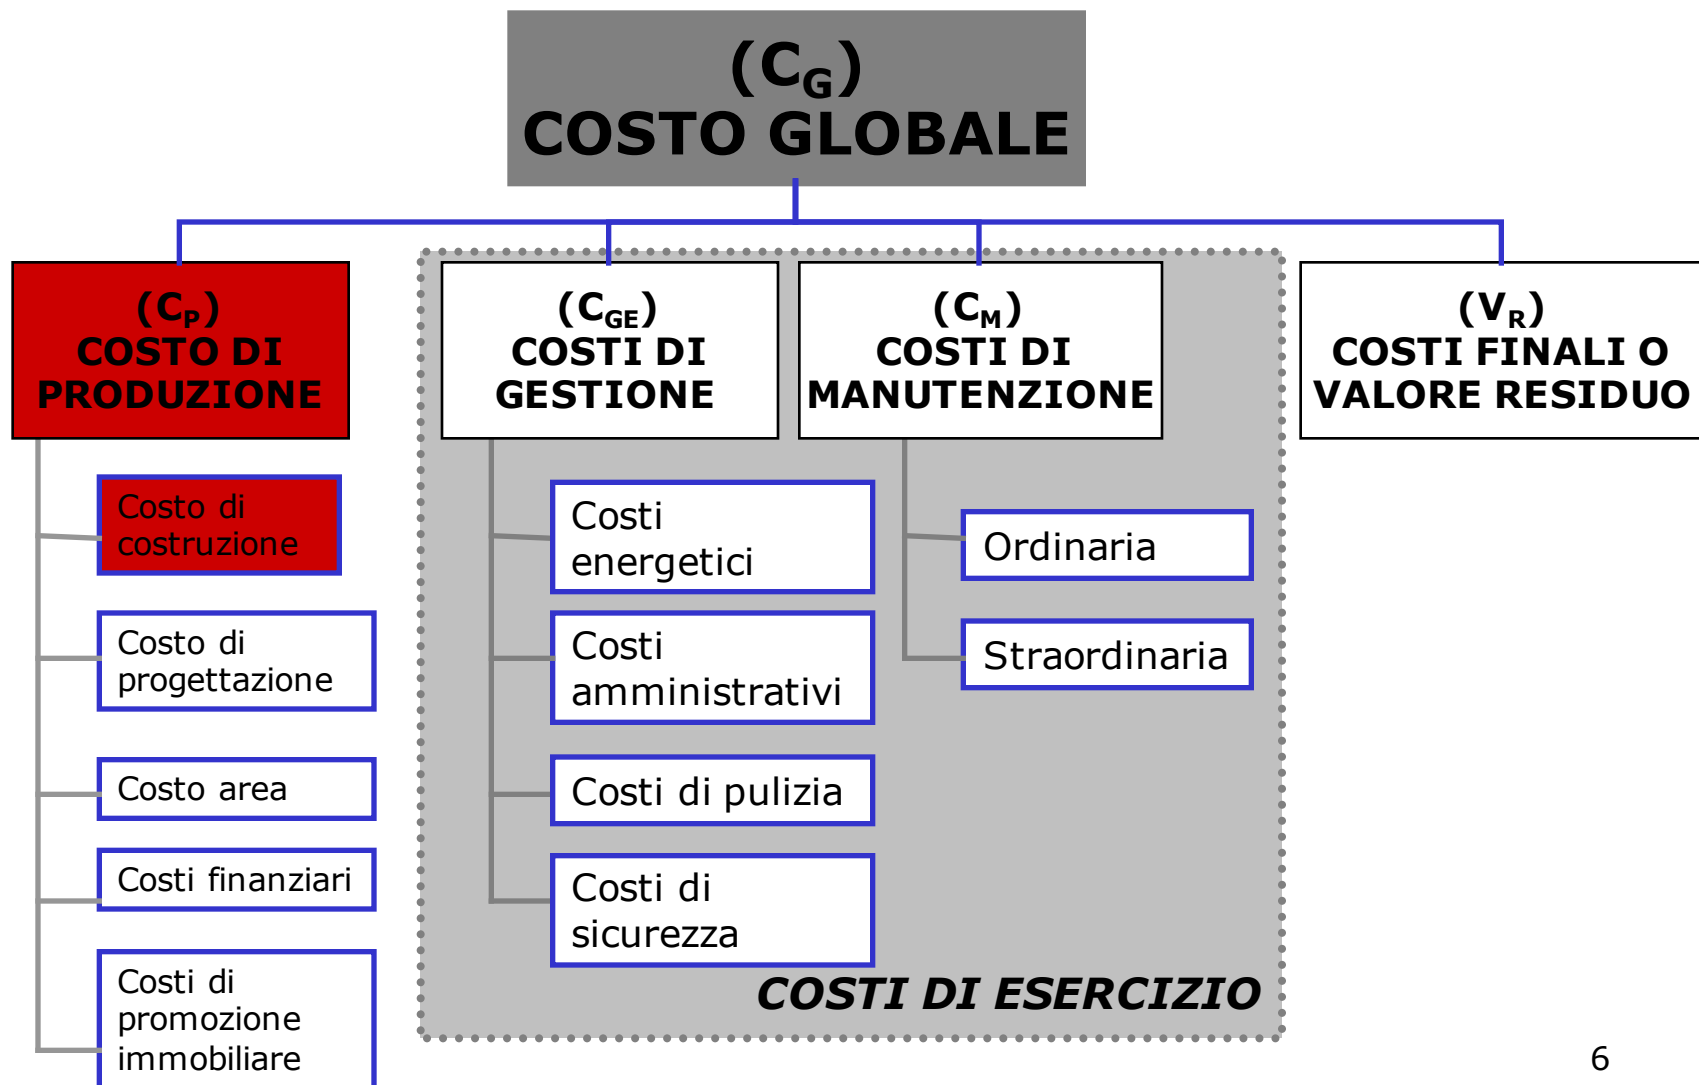 (CG)
COSTO GLOBALE
(CP)
COSTO DI
PRODUZIONE
Costo di
costruzione
Costo di
progettazione
Costo area
Costi finanziari
Costi di
promozione
immobiliare
(CGE)
COSTI DI
GESTIONE
Costi
energetici
Costi
amministrativi
Costi di pulizia
Costi di
sicurezza
(CM)
COSTI DI
MANUTENZIONE
Ordinaria
Straordinaria
COSTI DI ESERCIZIO
(VR)
COSTI FINALI O
VALORE RESIDUO
6